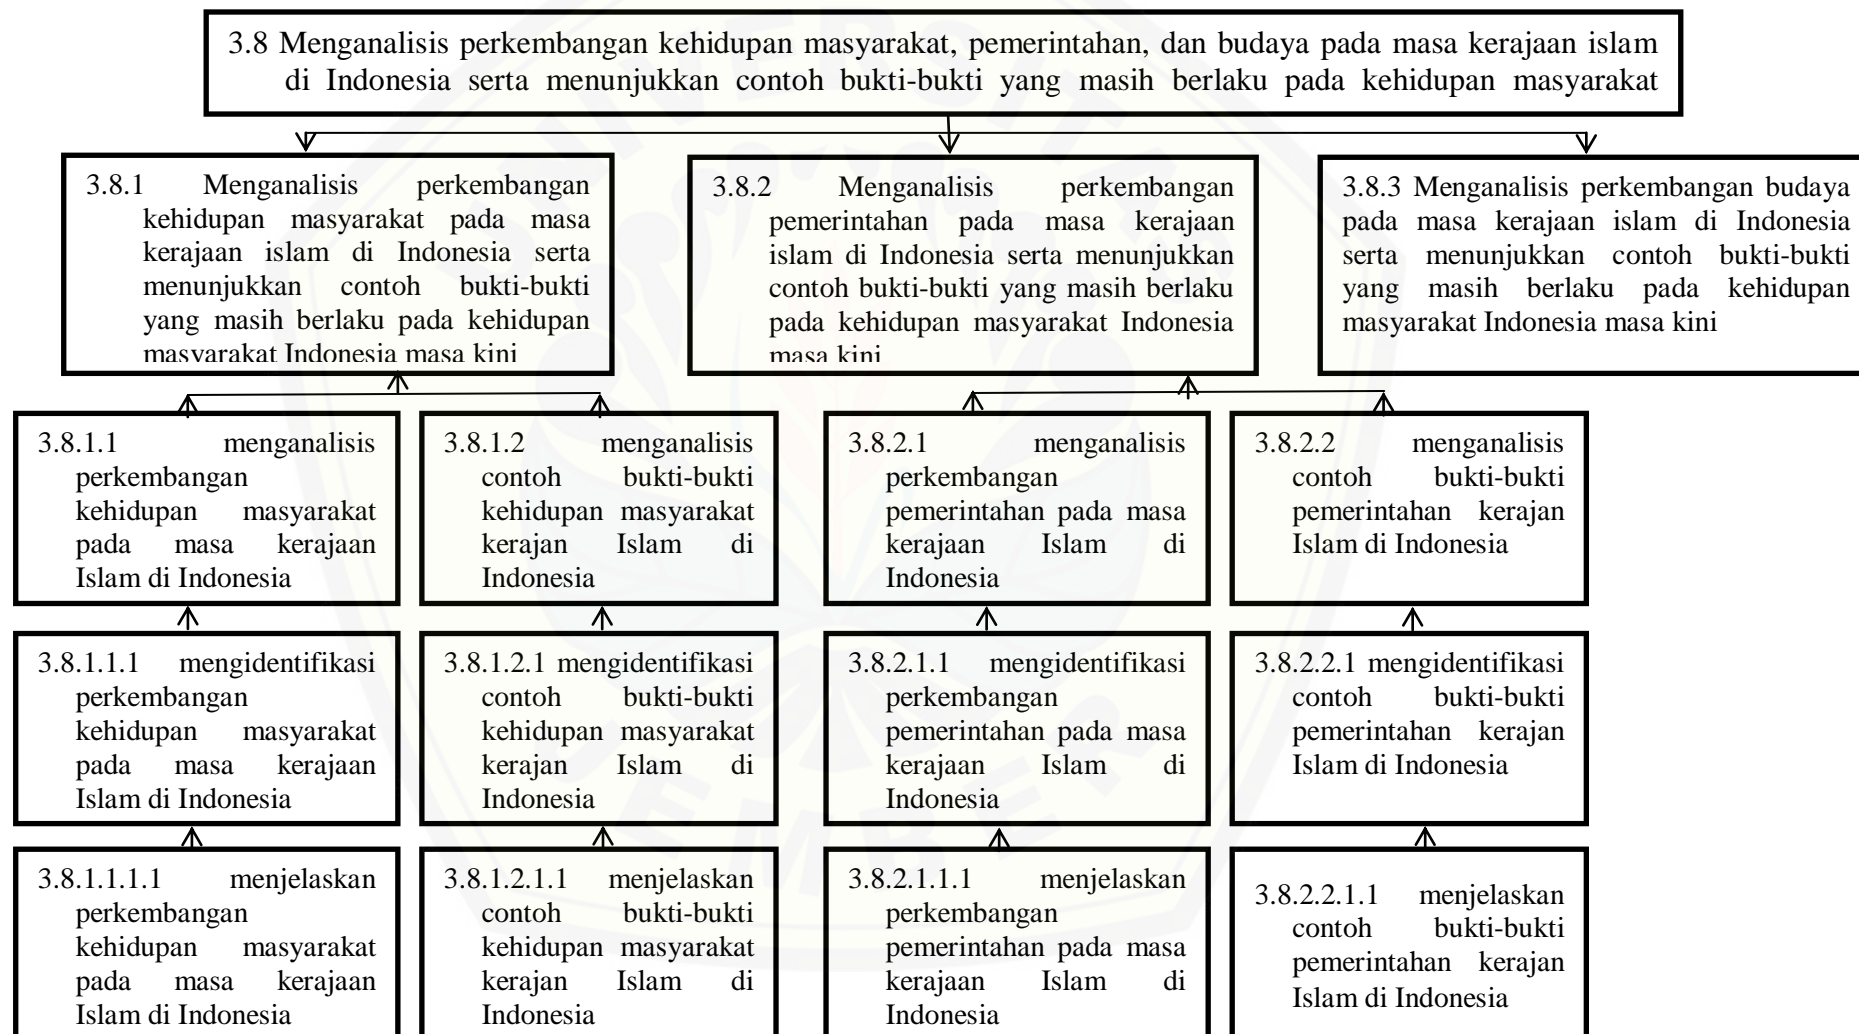 3.8 Menganalisis perkembangan kehidupan masyarakat, pemerintahan, dan budaya pada masa kerajaan islam
di Indonesia serta menunjukkan contoh bukti-bukti yang masih berlaku pada kehidupan masyarakat
3.8.1 Menganalisis perkembangan
kehidupan masyarakat pada masa
kerajaan islam di Indonesia serta
menunjukkan contoh bukti-bukti
yang masih berlaku pada kehidupan
masyarakat Indonesia masa kini
3.8.2 Menganalisis perkembangan
pemerintahan pada masa kerajaan
islam di Indonesia serta menunjukkan
contoh bukti-bukti yang masih berlaku
pada kehidupan masyarakat Indonesia
masa kini
3.8.3 Menganalisis perkembangan budaya
pada masa kerajaan islam di Indonesia
serta menunjukkan contoh bukti-bukti
yang masih berlaku pada kehidupan
masyarakat Indonesia masa kini
3.8.1.1 menganalisis
perkembangan
kehidupan masyarakat
pada masa kerajaan
Islam di Indonesia
3.8.1.2 menganalisis
contoh bukti-bukti
kehidupan masyarakat
kerajan Islam di
Indonesia
3.8.2.1 menganalisis
perkembangan
pemerintahan pada masa
kerajaan Islam di
Indonesia
3.8.2.2 menganalisis
contoh bukti-bukti
pemerintahan kerajan
Islam di Indonesia
3.8.1.1.1 mengidentifikasi
perkembangan
kehidupan masyarakat
pada masa kerajaan
Islam di Indonesia
3.8.1.2.1 mengidentifikasi
contoh bukti-bukti
kehidupan masyarakat
kerajan Islam di
Indonesia
3.8.2.1.1 mengidentifikasi
perkembangan
pemerintahan pada masa
kerajaan Islam di
Indonesia
3.8.2.2.1 mengidentifikasi
contoh bukti-bukti
pemerintahan kerajan
Islam di Indonesia
3.8.1.1.1.1 menjelaskan
perkembangan
kehidupan masyarakat
pada masa kerajaan
Islam di Indonesia
3.8.1.2.1.1 menjelaskan
contoh bukti-bukti
kehidupan masyarakat
kerajan Islam di
Indonesia
3.8.2.1.1.1 menjelaskan
perkembangan
pemerintahan pada masa
kerajaan Islam di
Indonesia
3.8.2.2.1.1 menjelaskan
contoh bukti-bukti
pemerintahan kerajan
Islam di Indonesia
UNIVERSITAS
JEMBER